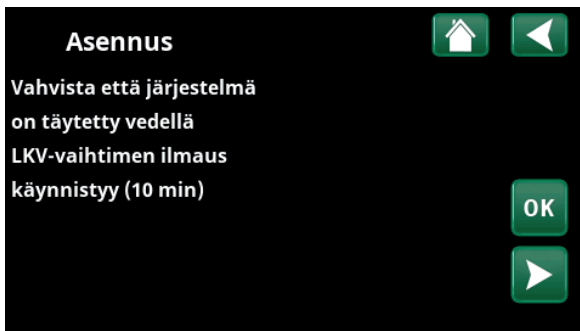 Asennus
Vahvista että järjestelmä
on täytetty vedellä
LKV-vaihtimen ilmaus
käynnistyy (10 min)
OK